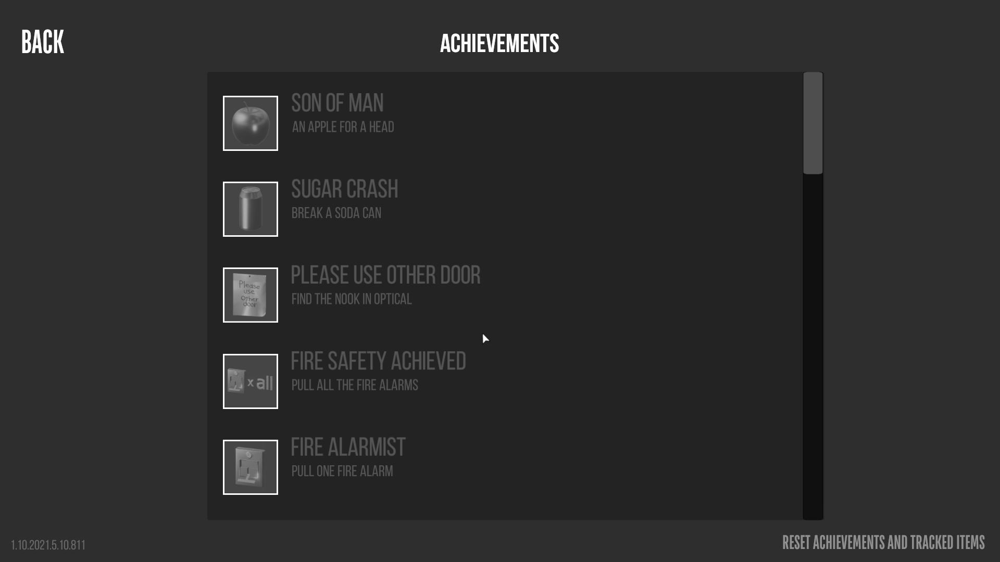 BACK
ACHIEVEMENTS
SON OF MAN
AN APPLE FOR A HEAD
SUGAR CRASH
BREAK A SODA CAN
Please
use
Other
door
PLEASE USE OTHER DOOR
FIND THE NOOK IN OPTICAL
x all
FIRE SAFETY ACHIEVED
PULL ALL THE FIRE ALARMS
FIRE ALARMIST
PULL ONE FIRE ALARM
1.10.2021.5.10.811
RESET ACHIEVEMENTS AND TRACKED ITEMS